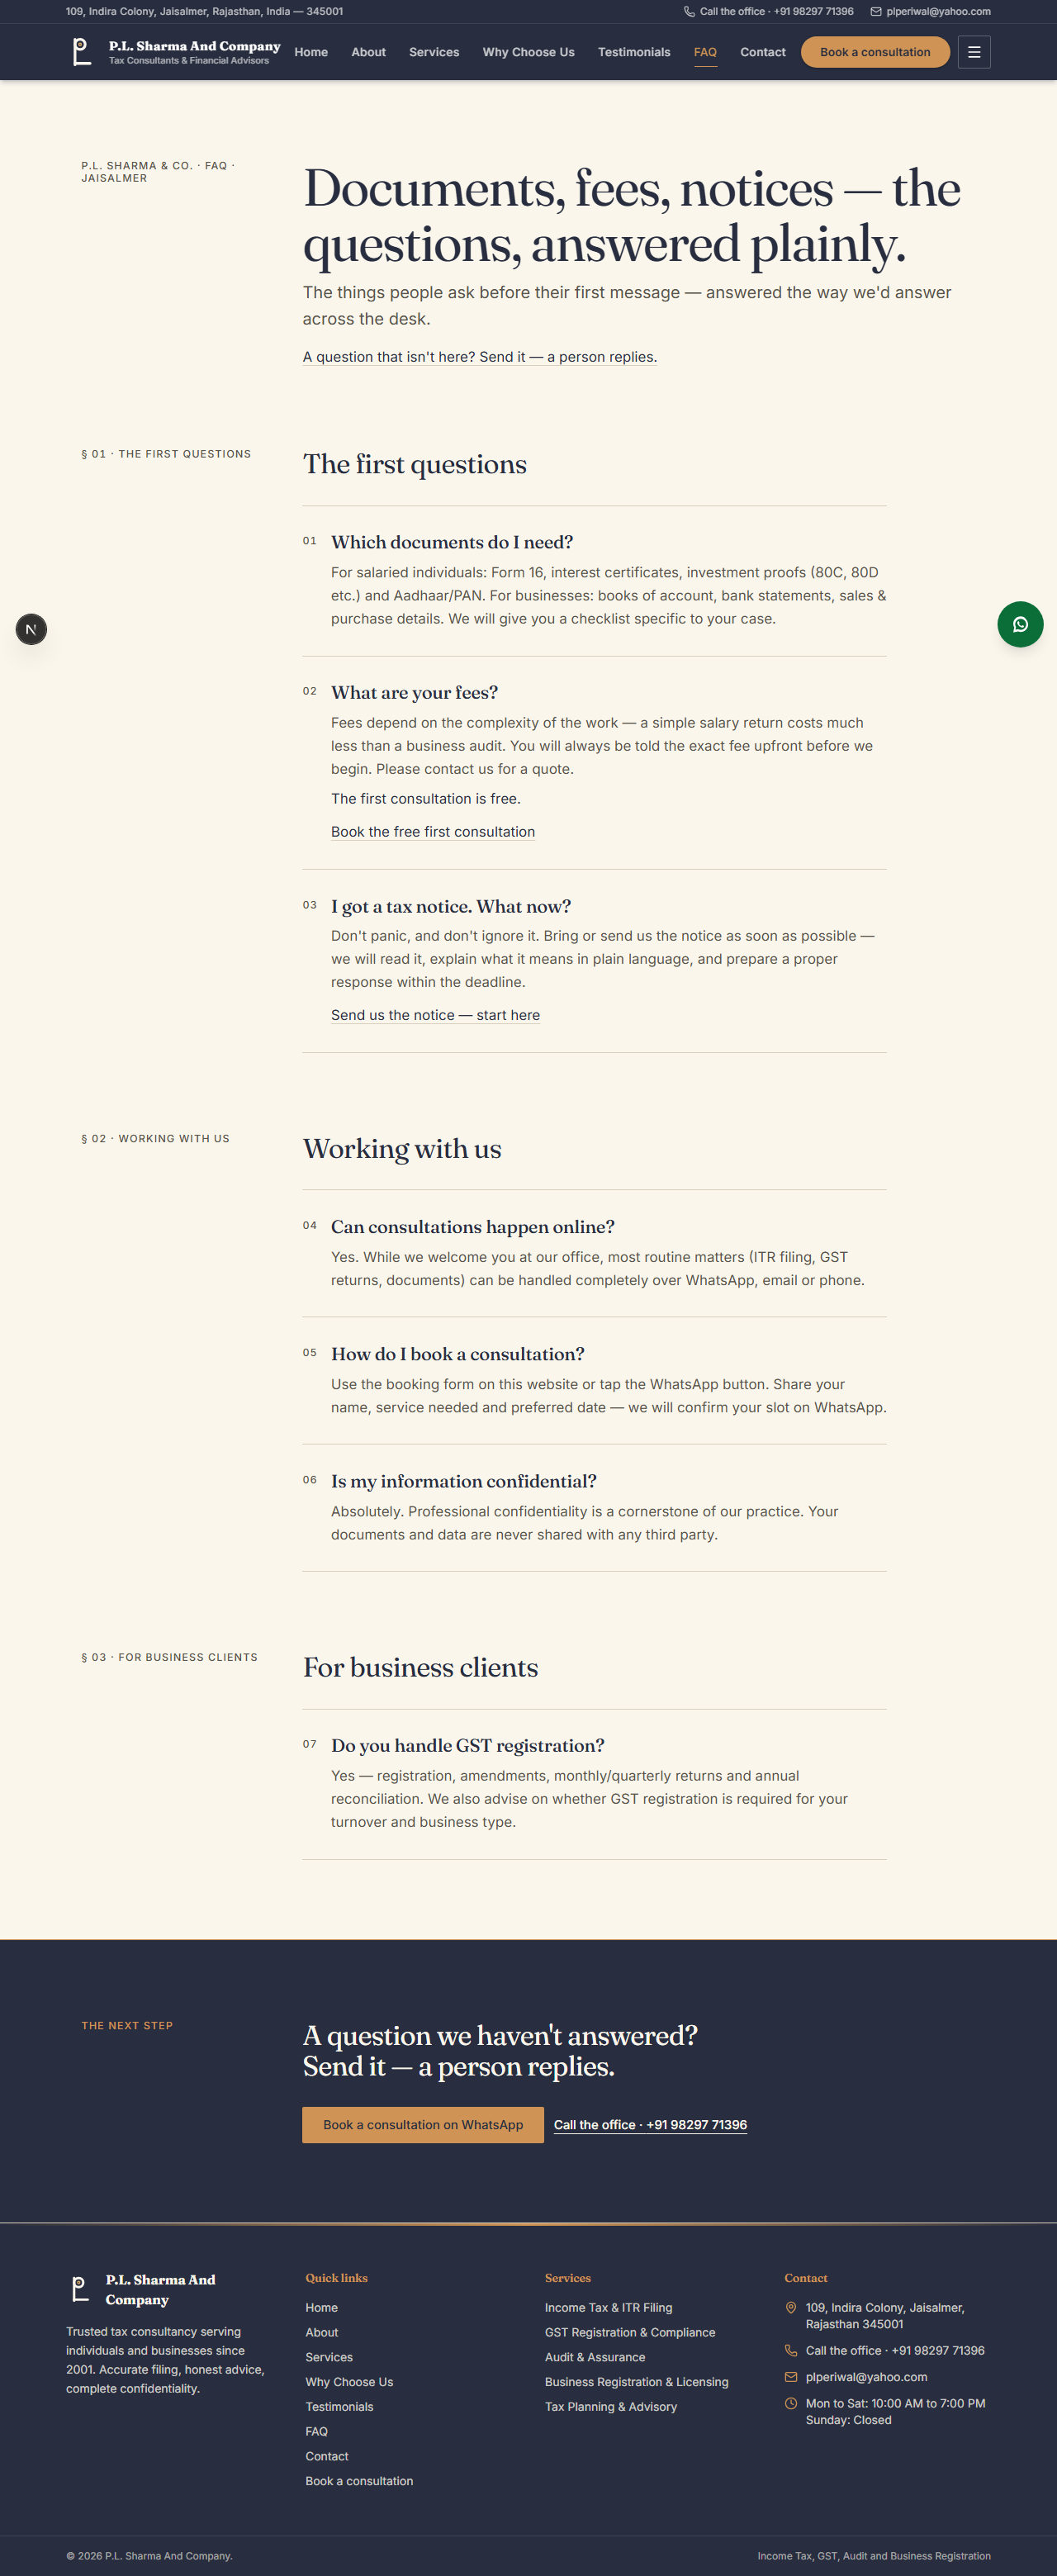 109, Indira Colony, Jaisalmer, Rajasthan, India — 345001
Call the office · +91 98297 71396
plperiwal@yahoo.com
P.L. Sharma And Company
Tax Consultants & Financial Advisors
Home
About
Services
Why Choose Us
Testimonials
FAQ
Contact
Book a consultation
P.L. SHARMA & CO. · FAQ ·
JAISALMER
Documents, fees, notices — the
questions, answered plainly.
The things people ask before their first message — answered the way we'd answer
across the desk.
A question that isn't here? Send it — a person replies.
§ 01 · THE FIRST QUESTIONS
The first questions
01
Which documents do I need?
For salaried individuals: Form 16, interest certificates, investment proofs (80C, 80D
etc.) and Aadhaar/PAN. For businesses: books of account, bank statements, sales &
purchase details. We will give you a checklist specific to your case.
N
02
What are your fees?
Fees depend on the complexity of the work — a simple salary return costs much
less than a business audit. You will always be told the exact fee upfront before we
begin. Please contact us for a quote.
The first consultation is free.
Book the free first consultation
03
I got a tax notice. What now?
Don't panic, and don't ignore it. Bring or send us the notice as soon as possible —
we will read it, explain what it means in plain language, and prepare a proper
response within the deadline.
Send us the notice — start here
§ 02 · WORKING WITH US
Working with us
04
Can consultations happen online?
Yes. While we welcome you at our office, most routine matters (ITR filing, GST
returns, documents) can be handled completely over WhatsApp, email or phone.
05
How do I book a consultation?
Use the booking form on this website or tap the WhatsApp button. Share your
name, service needed and preferred date — we will confirm your slot on WhatsApp.
06
Is my information confidential?
Absolutely. Professional confidentiality is a cornerstone of our practice. Your
documents and data are never shared with any third party.
§ 03 · FOR BUSINESS CLIENTS
For business clients
07
Do you handle GST registration?
Yes — registration, amendments, monthly/quarterly returns and annual
reconciliation. We also advise on whether GST registration is required for your
turnover and business type.
THE NEXT STEP
A question we haven't answered?
Send it — a person replies.
Book a consultation on WhatsApp
Call the office · +91 98297 71396
P.L. Sharma And
Company
Trusted tax consultancy serving
individuals and businesses since
2001. Accurate filing, honest advice,
complete confidentiality.
Quick links
Home
About
Services
Why Choose Us
Testimonials
FAQ
Contact
Book a consultation
Services
Income Tax & ITR Filing
GST Registration & Compliance
Audit & Assurance
Business Registration & Licensing
Tax Planning & Advisory
Contact
109, Indira Colony, Jaisalmer,
Rajasthan 345001
Call the office · +91 98297 71396
plperiwal@yahoo.com
Mon to Sat: 10:00 AM to 7:00 PM
Sunday: Closed
© 2026 P.L. Sharma And Company.
Income Tax, GST, Audit and Business Registration